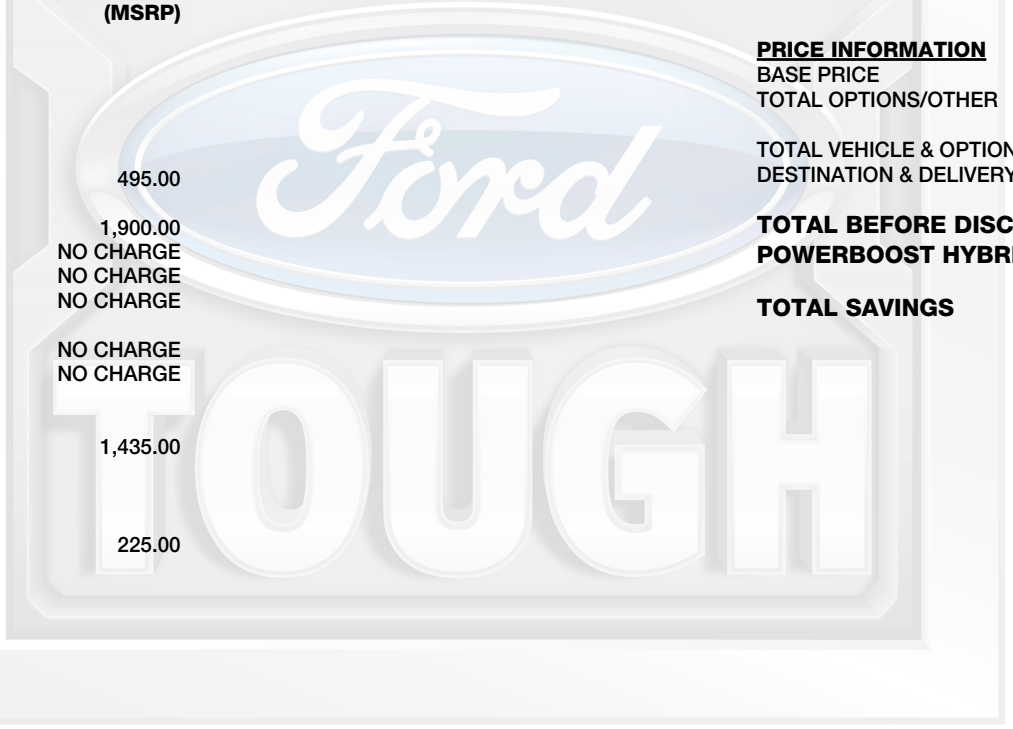 (MSRP)
495.00
1,900.00
NO CHARGE
NO CHARGE
NO CHARGE
NO CHARGE
NO CHARGE
1,435.00
225.00
PRICE INFORMATION
BASE PRICE
TOTAL OPTIONS/OTHER
TOTAL VEHICLE & OPTION
DESTINATION & DELIVERY
TOTAL BEFORE DISC
POWERBOOST HYBRI
TOTAL SAVINGS
Ford
TOUGH